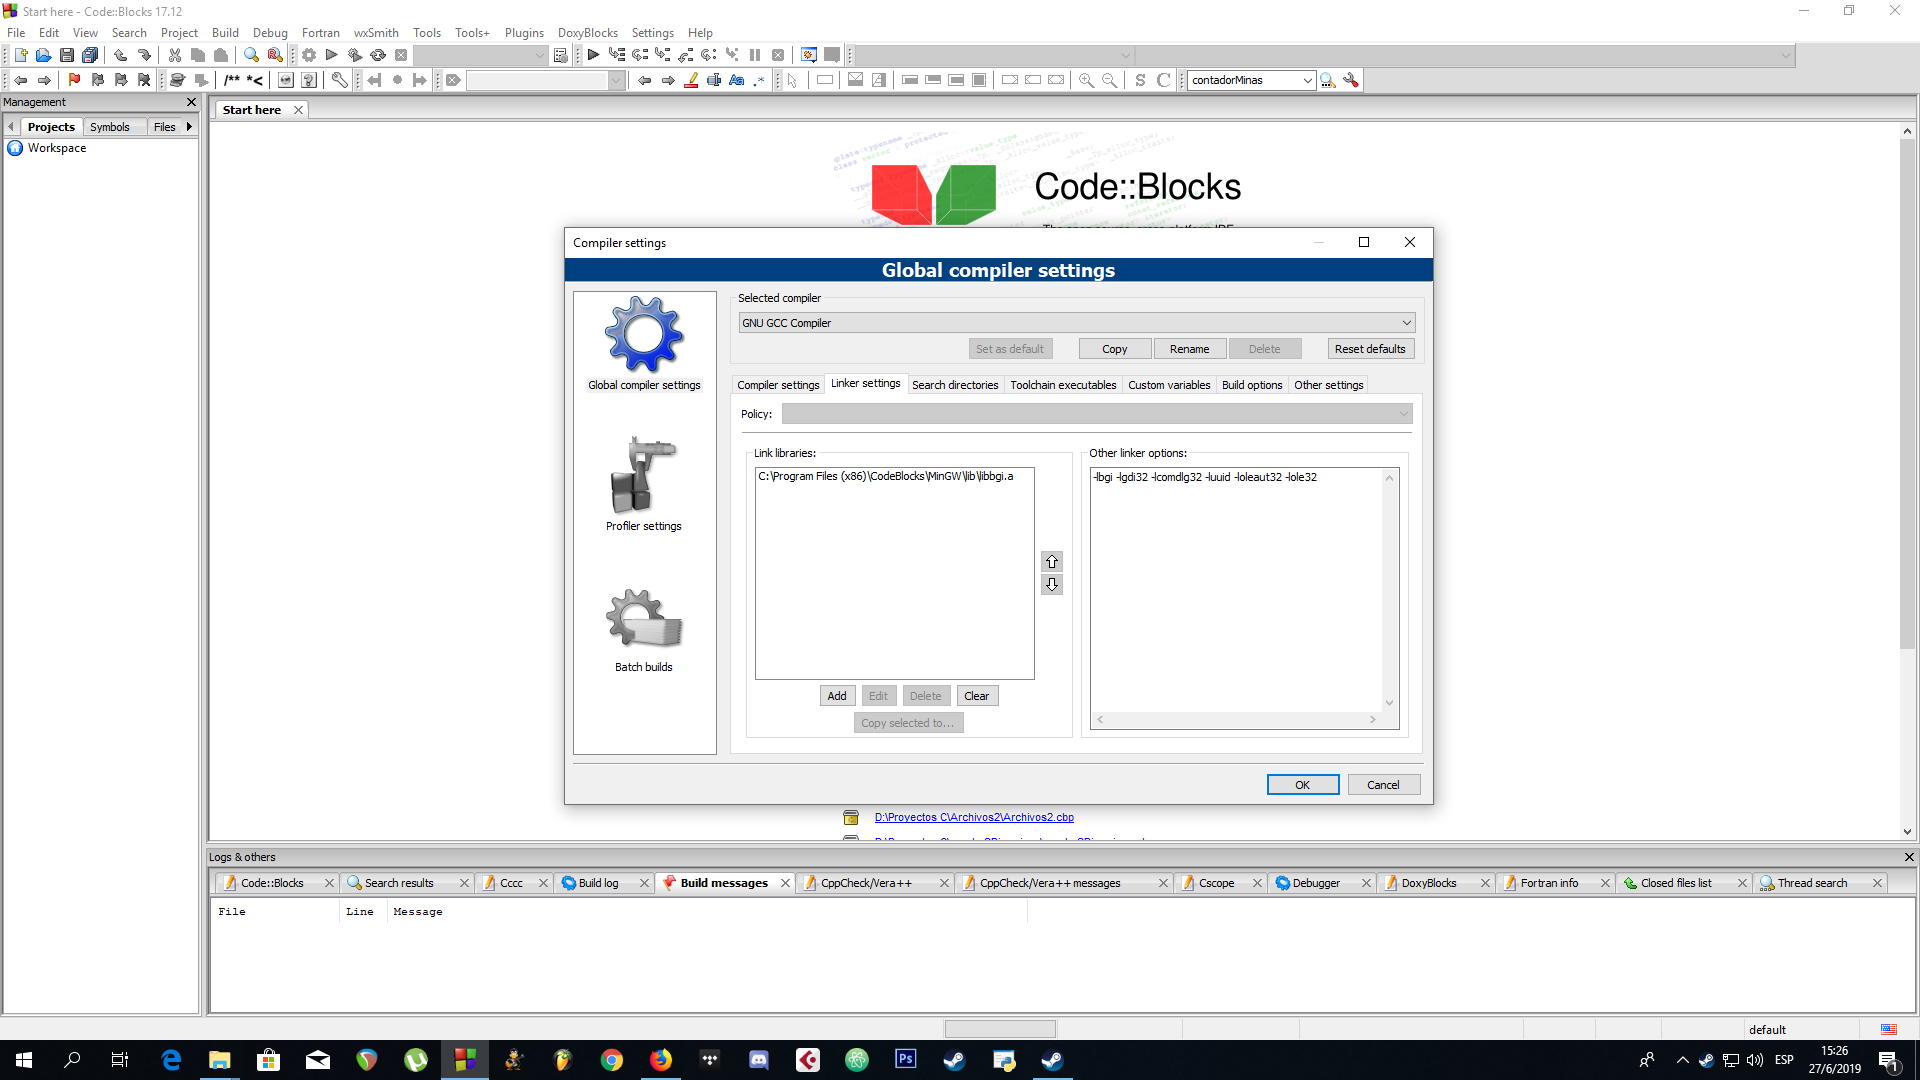 Start here - Code::Blocks 17.12
File Edit View Search Project Build Debug Fortran wxSmith Tools Tools+ Plugins DoxyBlocks Settings Help
/** *< Aa .* S C contadorMinas
Management
Projects Symbols Files
Workspace
Start here
Code::Blocks
Compiler settings
Global compiler settings
Global compiler settings
Profiler settings
Batch builds
Selected compiler
GNU GCC Compiler
Set as default Copy Rename Delete Reset defaults
Compiler settings Linker settings Search directories Toolchain executables Custom variables Build options Other settings
Policy:
Link libraries:
C:\Program Files (x86)\CodeBlocks\MinGW\lib\libbgi.a
Add Edit Delete Clear
Copy selected to...
Other linker options:
-lbgi -lgdi32 -lcomdlg32 -luuid -loleaut32 -lole32
OK Cancel
D:\Proyectos C\Archivos2\Archivos2.cbp
Logs & others
Code::Blocks Search results Cccc Build log Build messages CppCheck/Vera++ CppCheck/Vera++ messages Cscope Debugger DoxyBlocks Fortran info Closed files list Thread search
File Line Message
default
Ps
ESP
15:26
27/6/2019
1